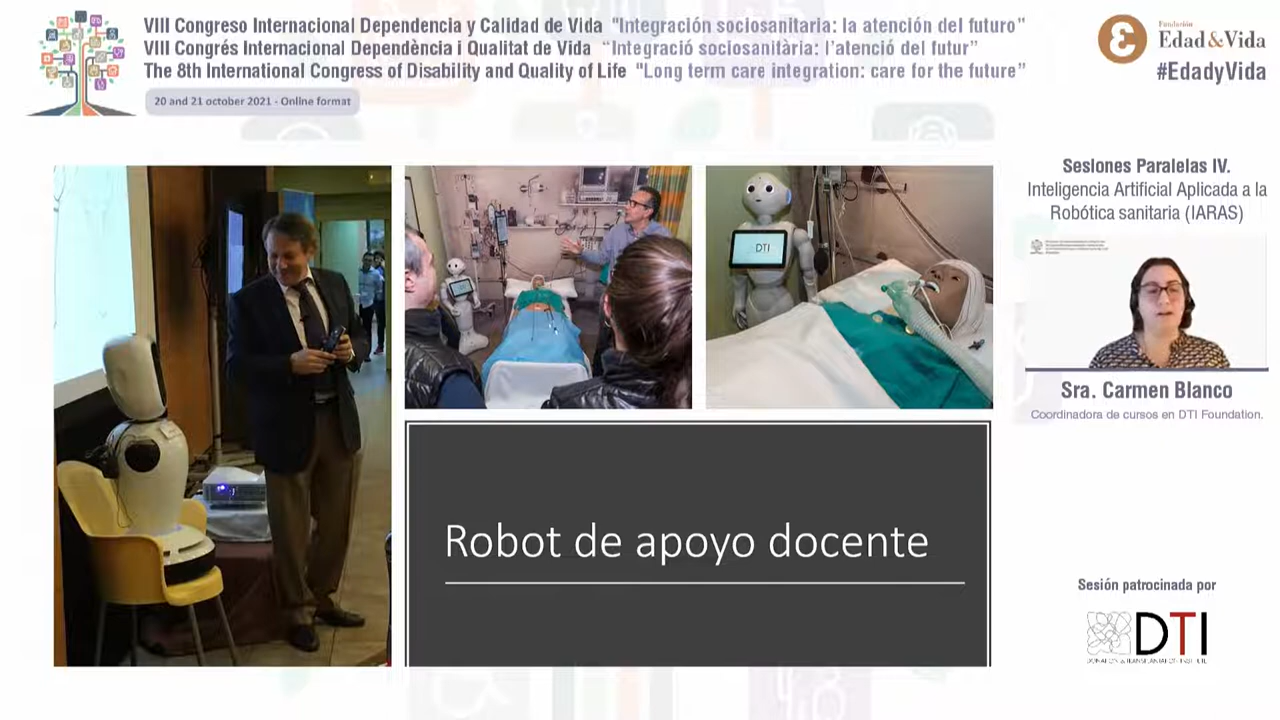 VIII Congreso Internacional Dependencia y Calidad de Vida "Integración sociosanitaria: la atención del futuro"
VIII Congrés Internacional Dependència i Qualitat de Vida "Integració sociosanitària: l'atenció del futur"
The 8th International Congress of Disability and Quality of Life "Long term care integration: care for the future"
20 and 21 october 2021 - Online format
Fundación
Edad&Vida
#EdadyVida
Sesiones Paralelas IV.
Inteligencia Artificial Aplicada a la
Robótica sanitaria (IARAS)
DTI
Sra. Carmen Blanco
Coordinadora de cursos en DTI Foundation.
Robot de apoyo docente
Sesión patrocinada por
DTI
DONATION & TRANSPLANTATION INSTITUTE